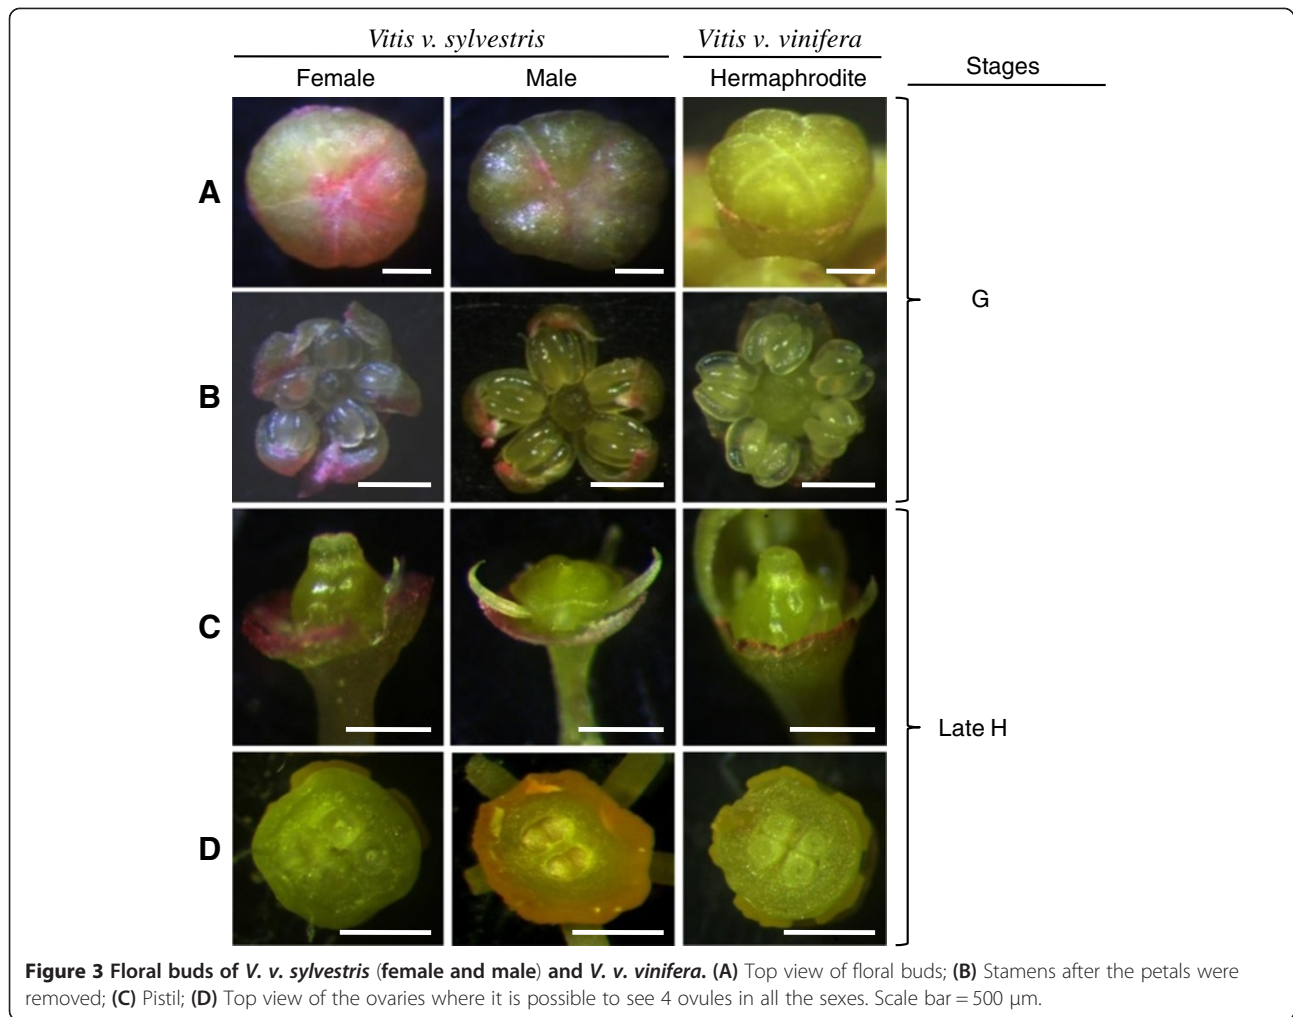 Vitis v. sylvestris Vitis v. vinifera
Female Male Hermaphrodite Stages
A
G
B
C
Late H
D
Figure 3 Floral buds of V. v. sylvestris (female and male) and V. v. vinifera. (A) Top view of floral buds; (B) Stamens after the petals were
removed; (C) Pistil; (D) Top view of the ovaries where it is possible to see 4 ovules in all the sexes. Scale bar = 500 μm.